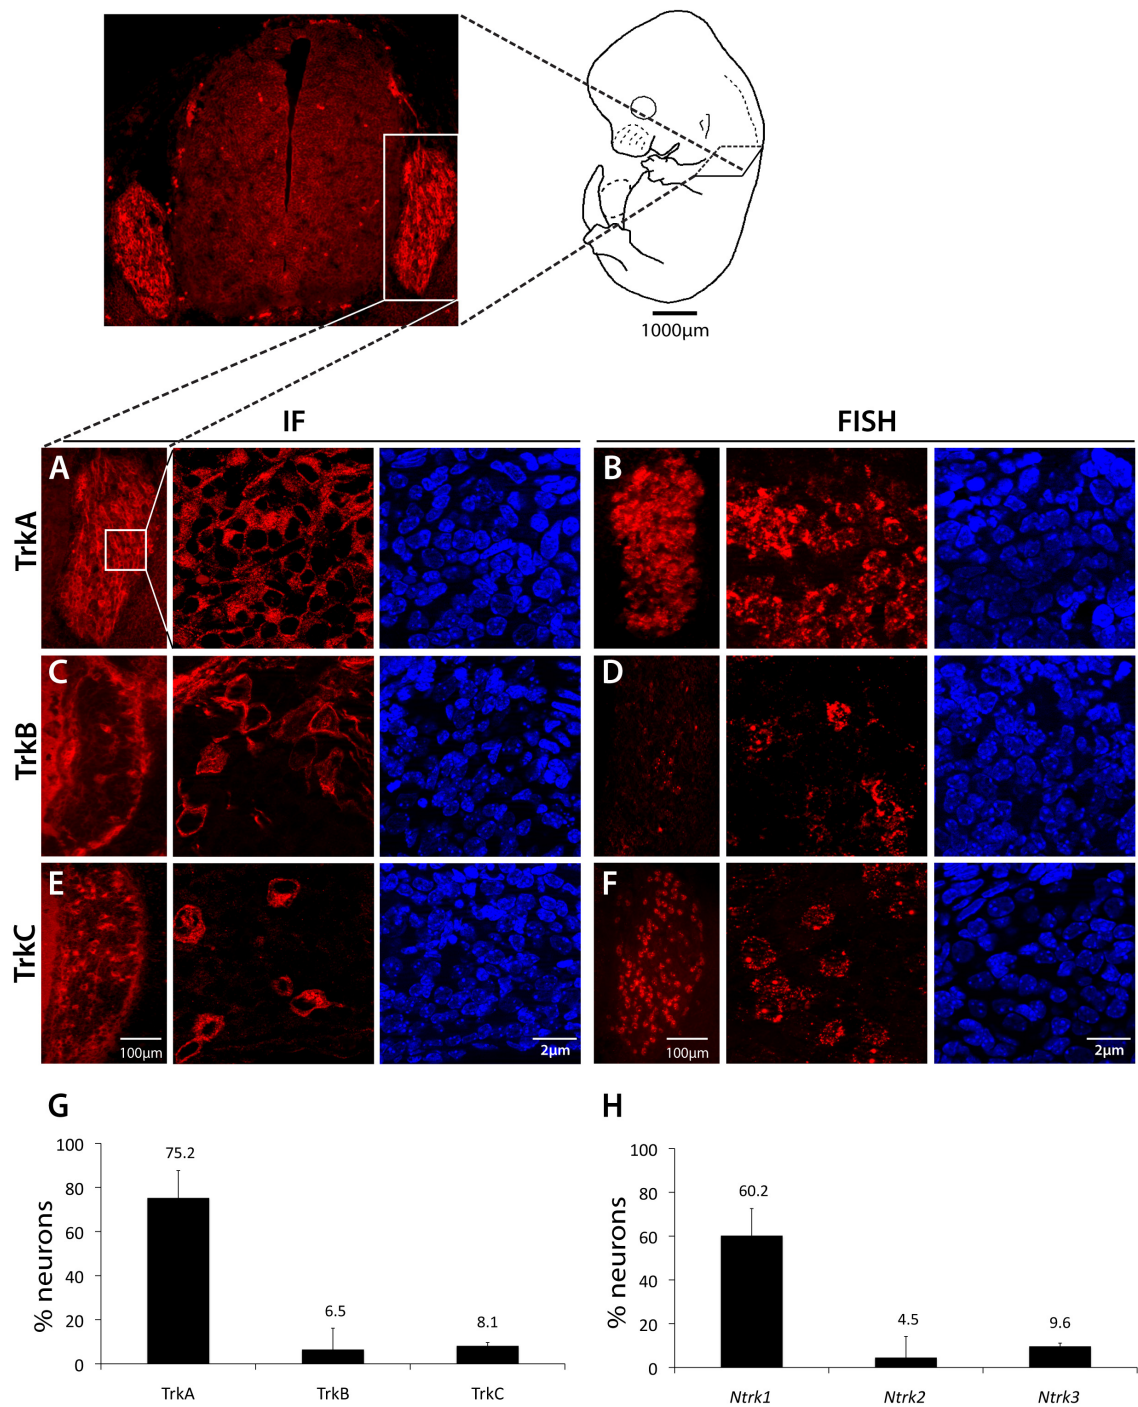 1000µm
IF
FISH
TrkA
A
B
TrkB
C
D
TrkC
E
F
100µm
2µm
100µm
2µm
G
H
% neurons
100
80
60
40
20
0
75.2
6.5
8.1
TrkA
TrkB
TrkC
% neurons
100
80
60
40
20
0
60.2
4.5
9.6
Ntrk1
Ntrk2
Ntrk3